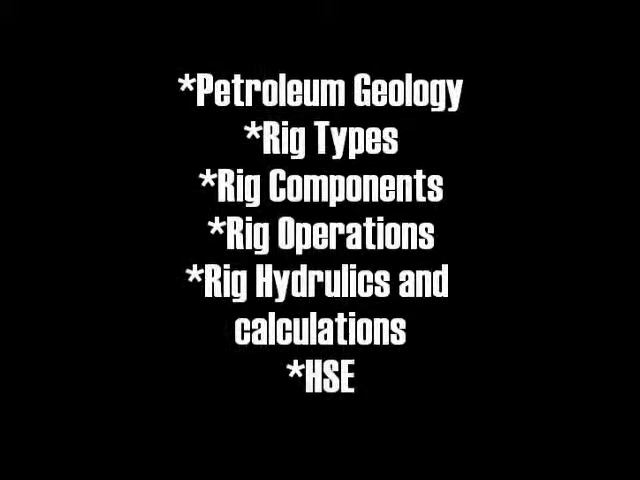 *Petroleum Geology
*Rig Types
*Rig Components
*Rig Operations
*Rig Hydrulics and
calculations
*HSE